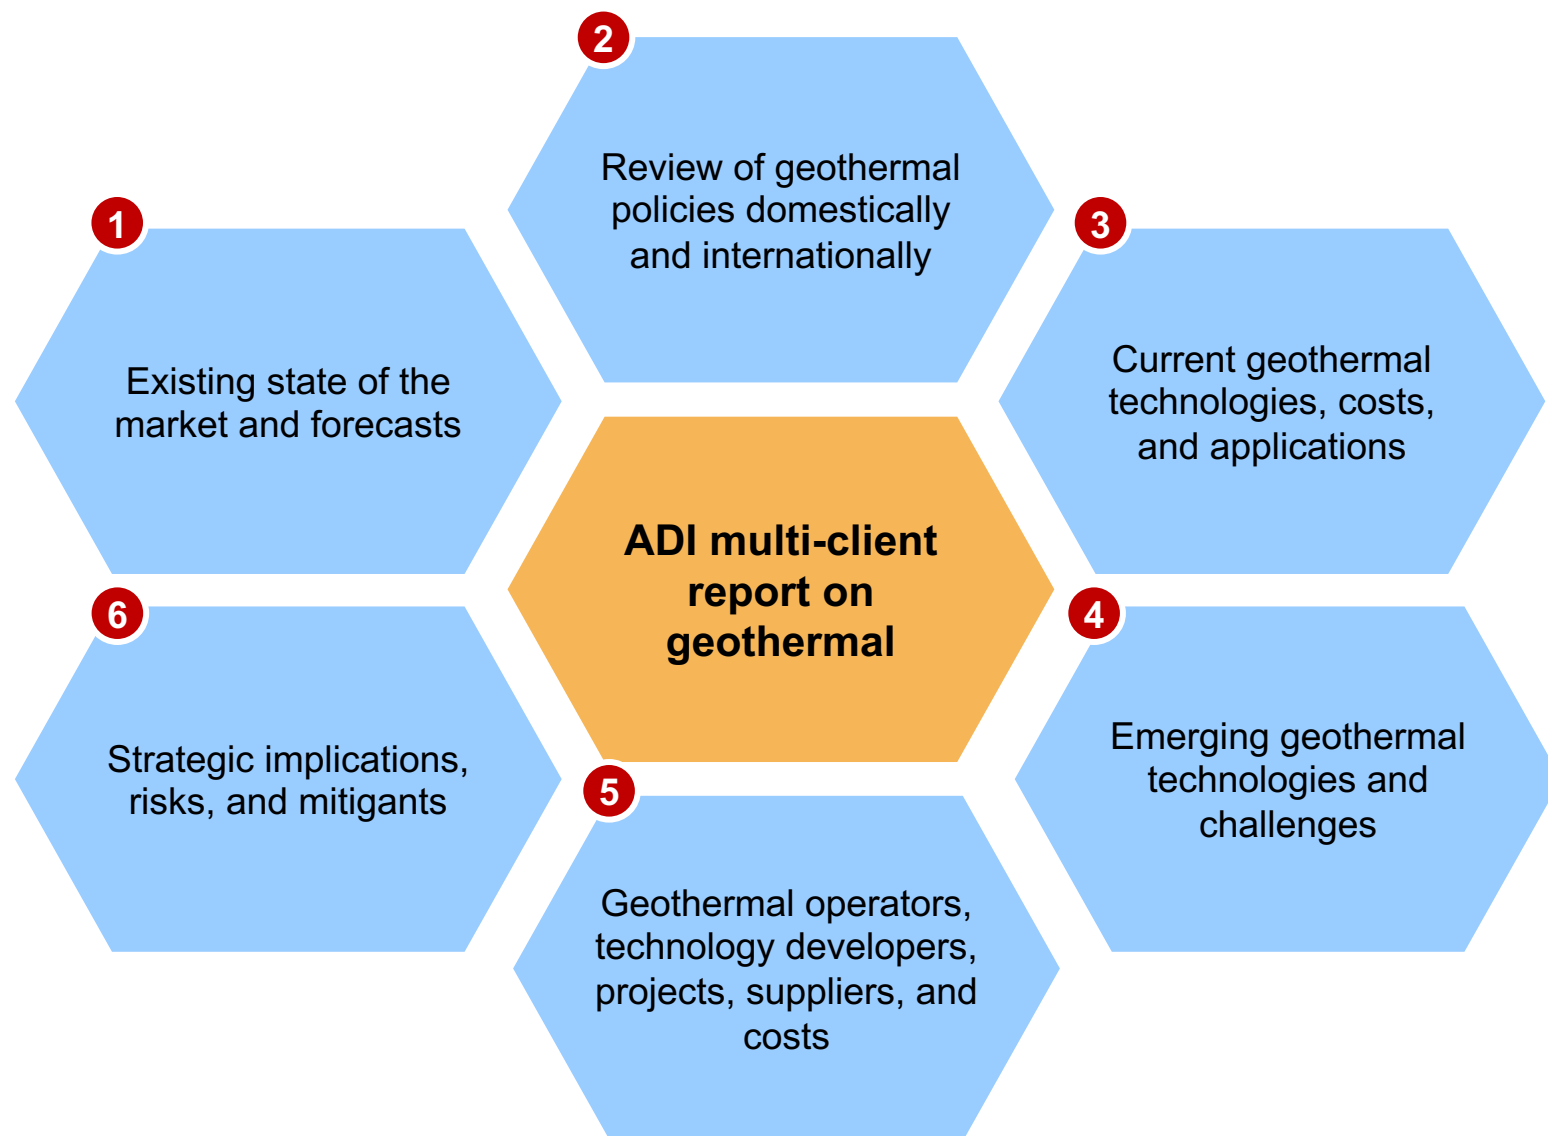 1
Existing state of the
market and forecasts
2
Review of geothermal
policies domestically
and internationally
3
Current geothermal
technologies, costs,
and applications
ADI multi-client
report on
geothermal
4
Emerging geothermal
technologies and
challenges
5
Geothermal operators,
technology developers,
projects, suppliers, and
costs
6
Strategic implications,
risks, and mitigants